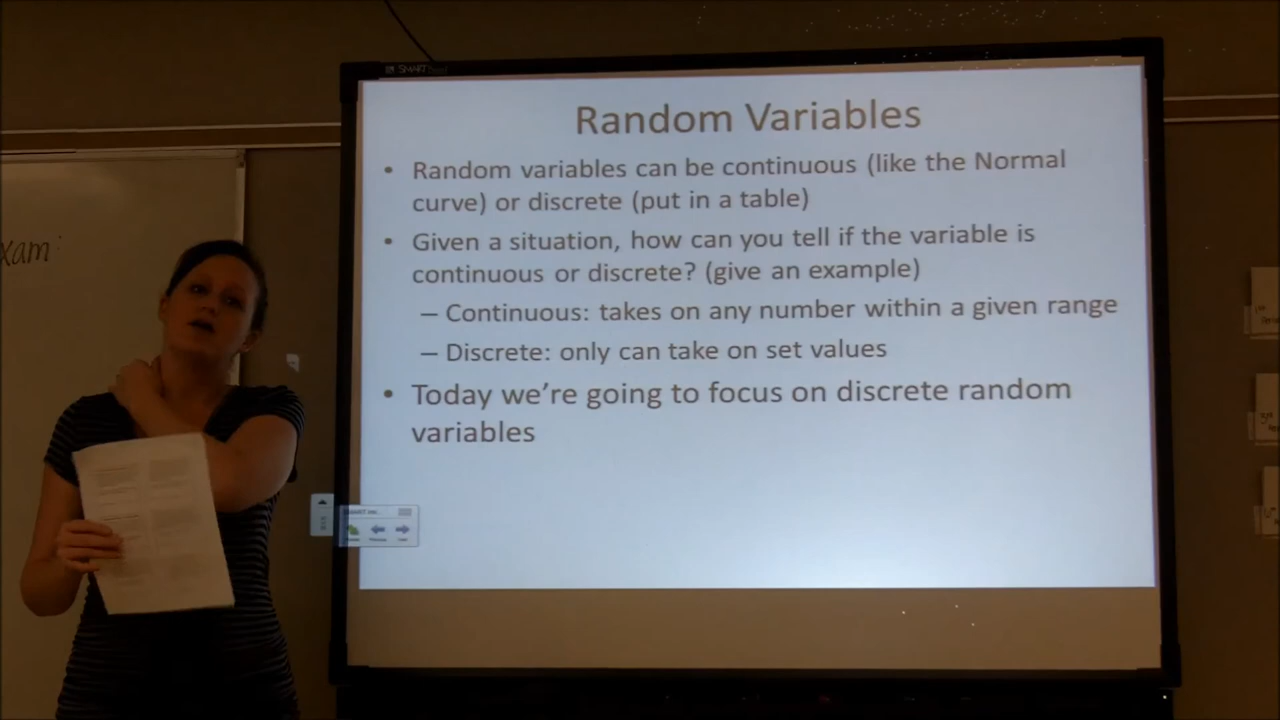 SMART
Random Variables
• Random variables can be continuous (like the Normal
curve) or discrete (put in a table)
• Given a situation, how can you tell if the variable is
continuous or discrete? (give an example)
– Continuous: takes on any number within a given range
– Discrete: only can take on set values
• Today we're going to focus on discrete random
variables
xam